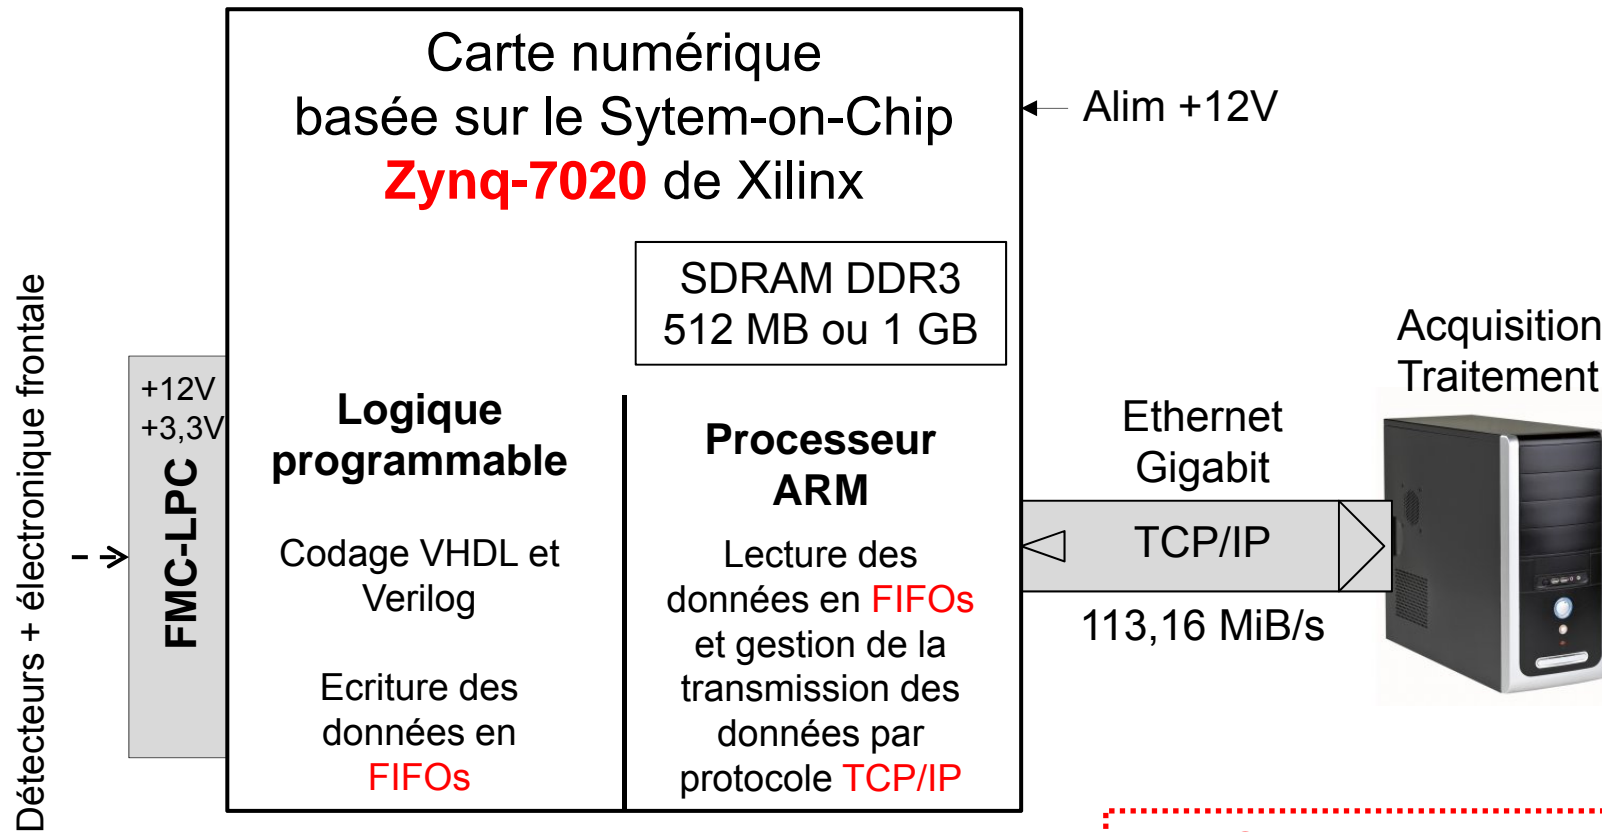 Carte numérique
basée sur le Sytem-on-Chip
Zynq-7020 de Xilinx
Alim +12V
SDRAM DDR3
512 MB ou 1 GB
Détecteurs + électronique frontale
+12V
+3,3V
FMC-LPC
Logique
programmable
Codage VHDL et
Verilog
Ecriture des
données en
FIFOs
Processeur
ARM
Lecture des
données en FIFOs
et gestion de la
transmission des
données par
protocole TCP/IP
Ethernet
Gigabit
TCP/IP
113,16 MiB/s
Acquisition
Traitement